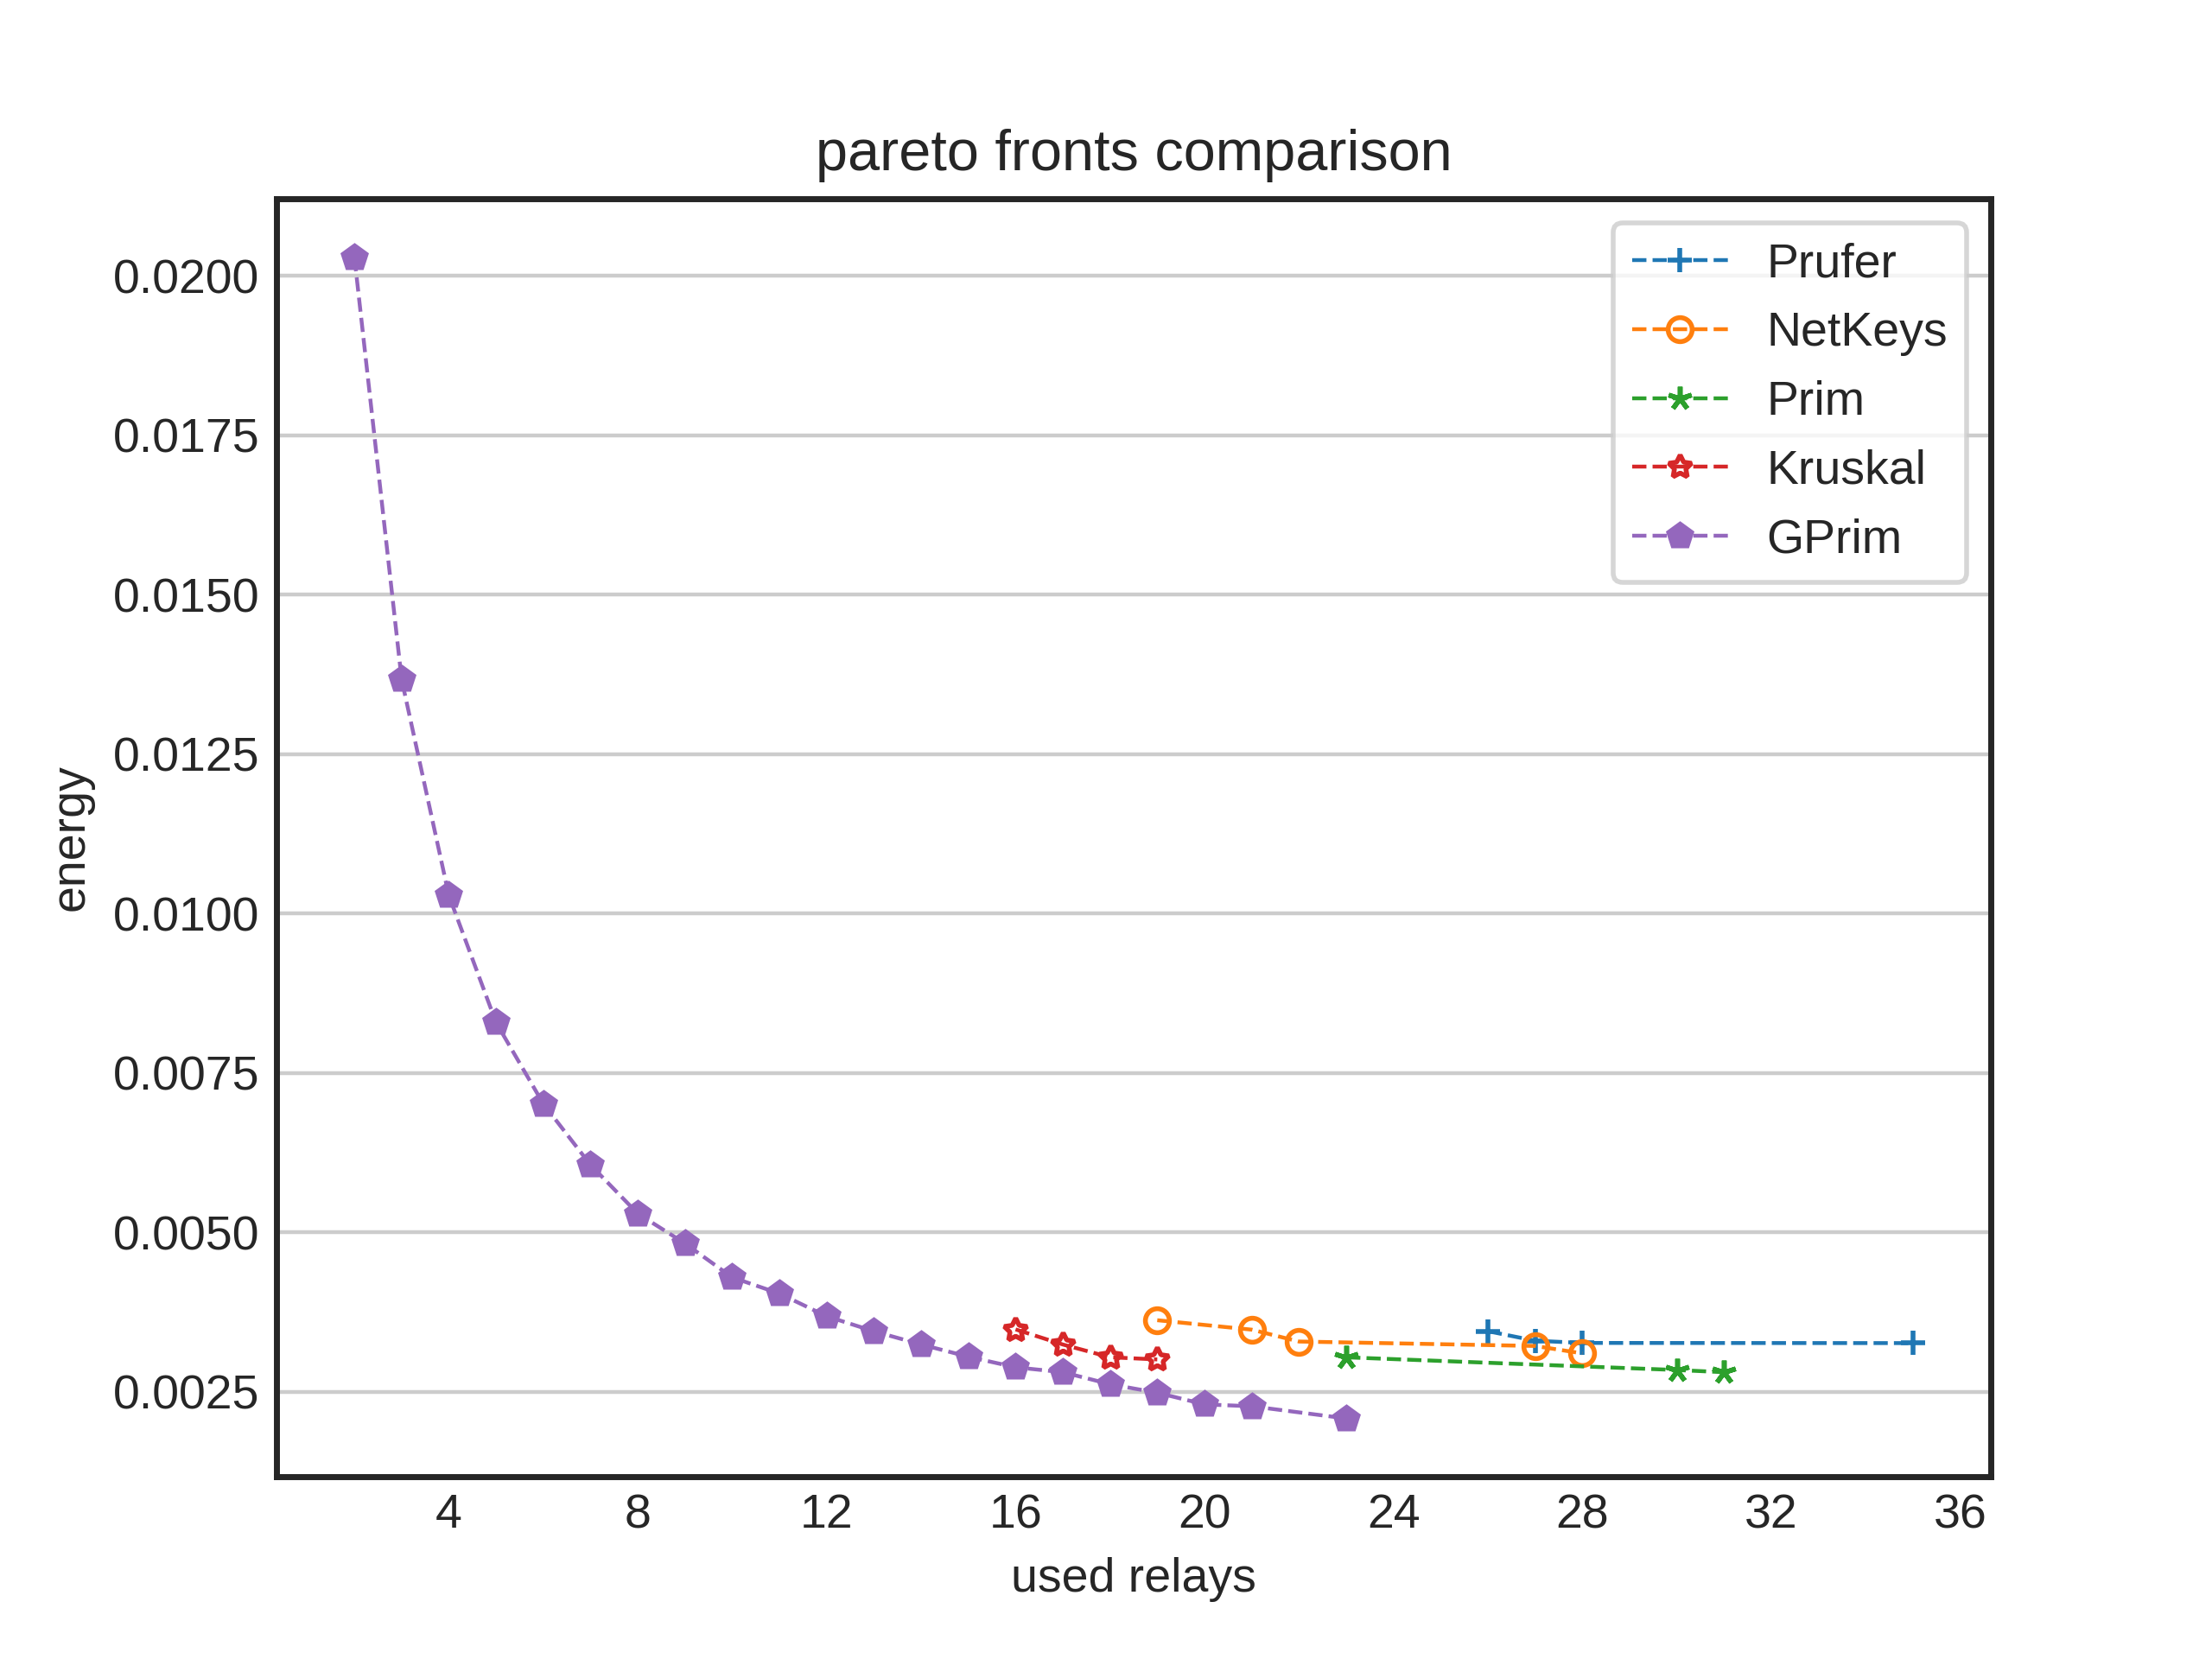 pareto fronts comparison
0.0200
0.0175
0.0150
0.0125
0.0100
0.0075
0.0050
0.0025
energy
4 8 12 16 20 24 28 32 36
used relays
Prufer
NetKeys
Prim
Kruskal
GPrim